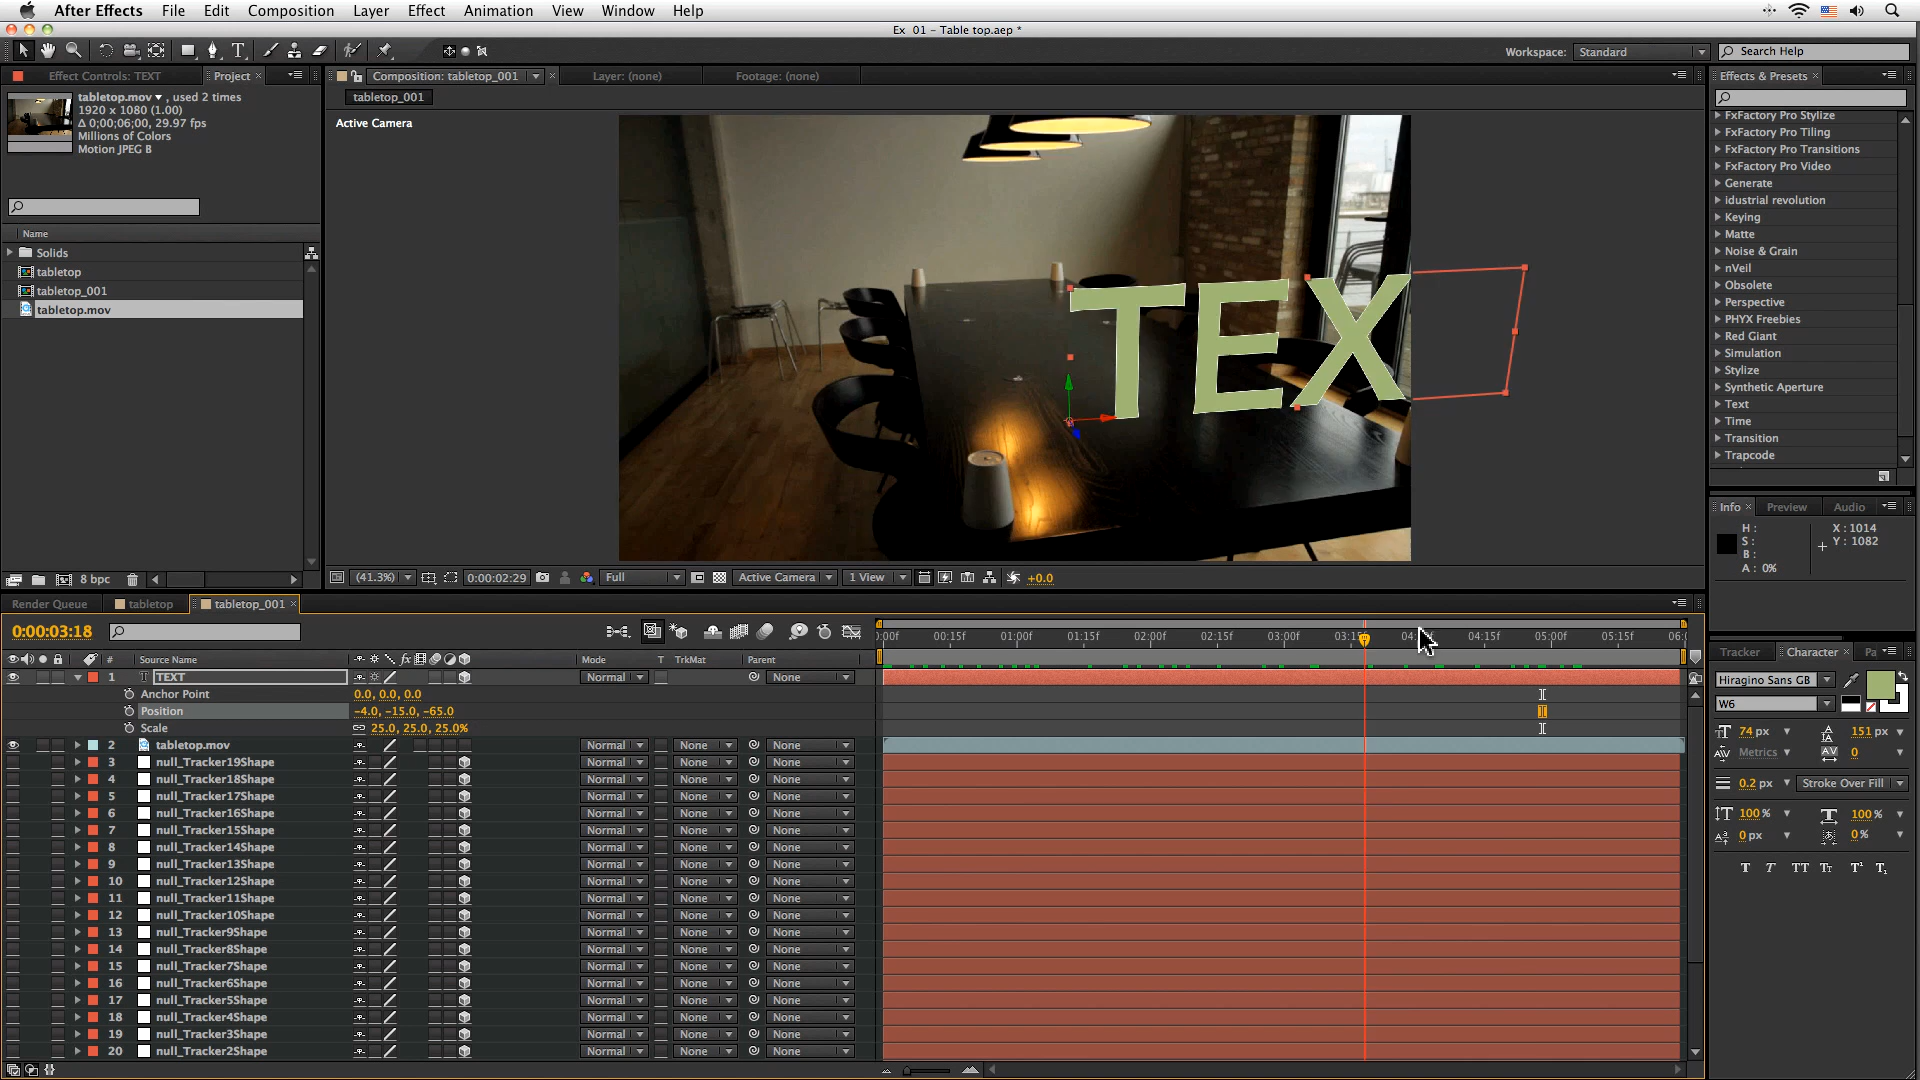 After Effects File Edit Composition Layer Effect Animation View Window Help
Ex 01 - Table top.aep *
Workspace: Standard Search Help
Effect Controls: TEXT Project
tabletop.mov , used 2 times
1920 x 1080 (1.00)
Δ 0;00;06;00, 29.97 fps
Millions of Colors
Motion JPEG B
Name
Solids
tabletop
tabletop_001
tabletop.mov
8 bpc
Composition: tabletop_001 Layer: (none) Footage: (none)
tabletop_001
Active Camera
TEX
(41.3%) 0:00:02:29 Full Active Camera 1 View +0.0
Effects & Presets
FxFactory Pro Stylize
FxFactory Pro Tiling
FxFactory Pro Transitions
FxFactory Pro Video
Generate
idustrial revolution
Keying
Matte
Noise & Grain
nVeil
Obsolete
Perspective
PHYX Freebies
Red Giant
Simulation
Stylize
Synthetic Aperture
Text
Time
Transition
Trapcode
Info Preview Audio
H :
S :
B :
A : 0%
X : 1014
Y : 1082
Tracker Character Pa
Hiragino Sans GB
W6
74 px 151 px
Metrics 0
0.2 px Stroke Over Fill
100 % 100 %
0 px 0 %
T T TT Tr T¹ T₁
Render Queue tabletop tabletop_001
0:00:03:18
:00f 00:15f 01:00f 01:15f 02:00f 02:15f 03:00f 04:15f 05:00f 05:15f
# Source Name fx Mode T TrkMat Parent
1 T TEXT Normal None
Anchor Point 0.0, 0.0, 0.0
Position -4.0, -15.0, -65.0
Scale 25.0, 25.0, 25.0%
2 tabletop.mov Normal None None
3 null_Tracker19Shape Normal None None
4 null_Tracker18Shape Normal None None
5 null_Tracker17Shape Normal None None
6 null_Tracker16Shape Normal None None
7 null_Tracker15Shape Normal None None
8 null_Tracker14Shape Normal None None
9 null_Tracker13Shape Normal None None
10 null_Tracker12Shape Normal None None
11 null_Tracker11Shape Normal None None
12 null_Tracker10Shape Normal None None
13 null_Tracker9Shape Normal None None
14 null_Tracker8Shape Normal None None
15 null_Tracker7Shape Normal None None
16 null_Tracker6Shape Normal None None
17 null_Tracker5Shape Normal None None
18 null_Tracker4Shape Normal None None
19 null_Tracker3Shape Normal None None
20 null_Tracker2Shape Normal None None